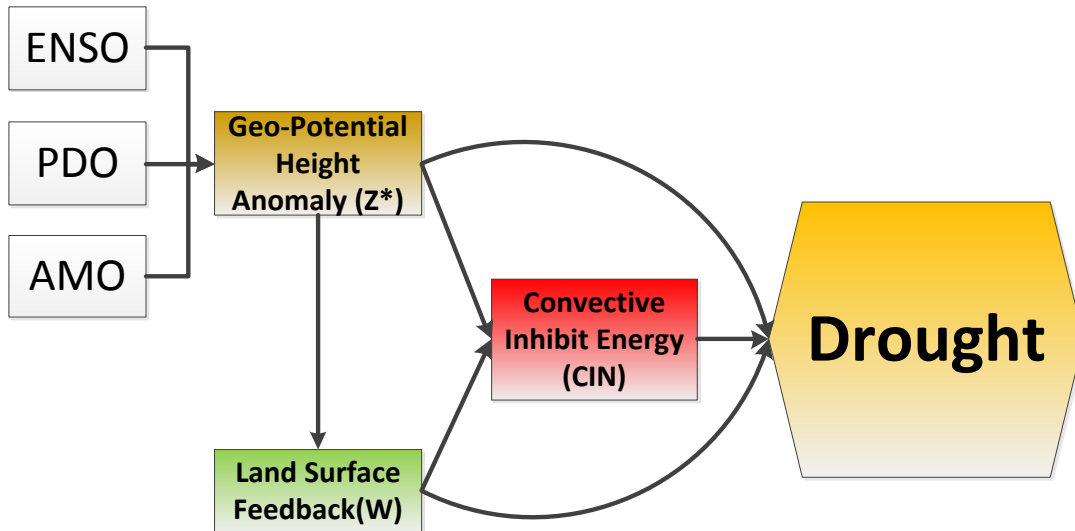 ENSO
PDO
AMO
Geo-Potential
Height
Anomaly (Z*)
Convective
Inhibit Energy
(CIN)
Land Surface
Feedback(W)
Drought